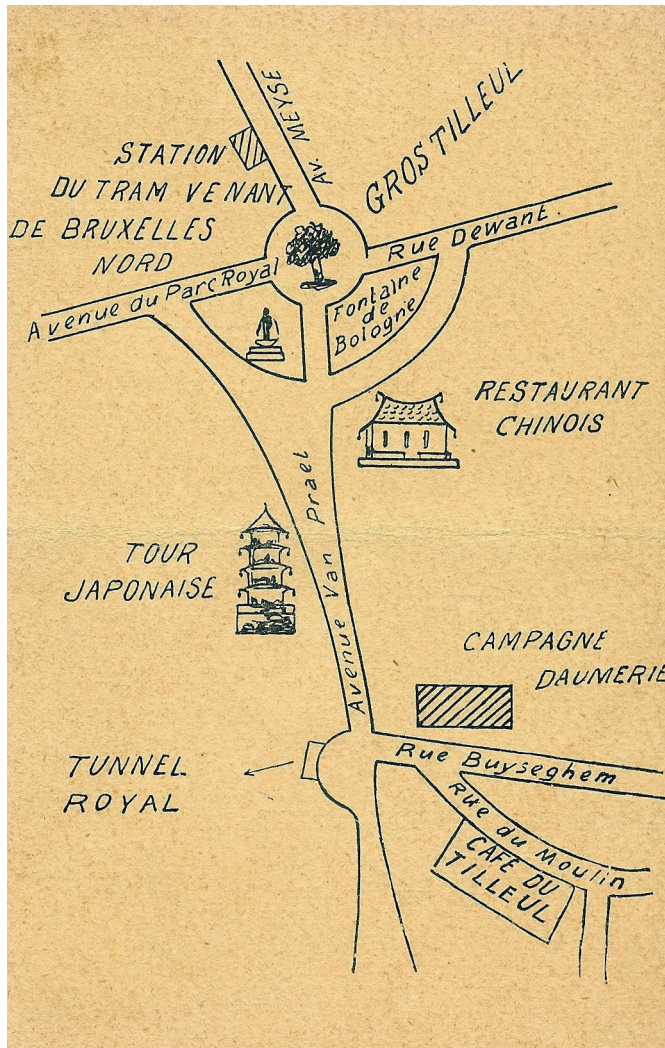 Av. MEYSE
GROS TILLEUL
STATION
DU TRAM VENANT
DE BRUXELLES
NORD
Rue Dewant.
Avenue du Parc Royal
Fontaine
de
Bologne
RESTAURANT
CHINOIS
Avenue Van Prael
TOUR
JAPONAISE
CAMPAGNE
DAUMERIE
TUNNEL
ROYAL
Rue Buyseghem
Rue du Moulin
CAFÉ DU
TILLEUL